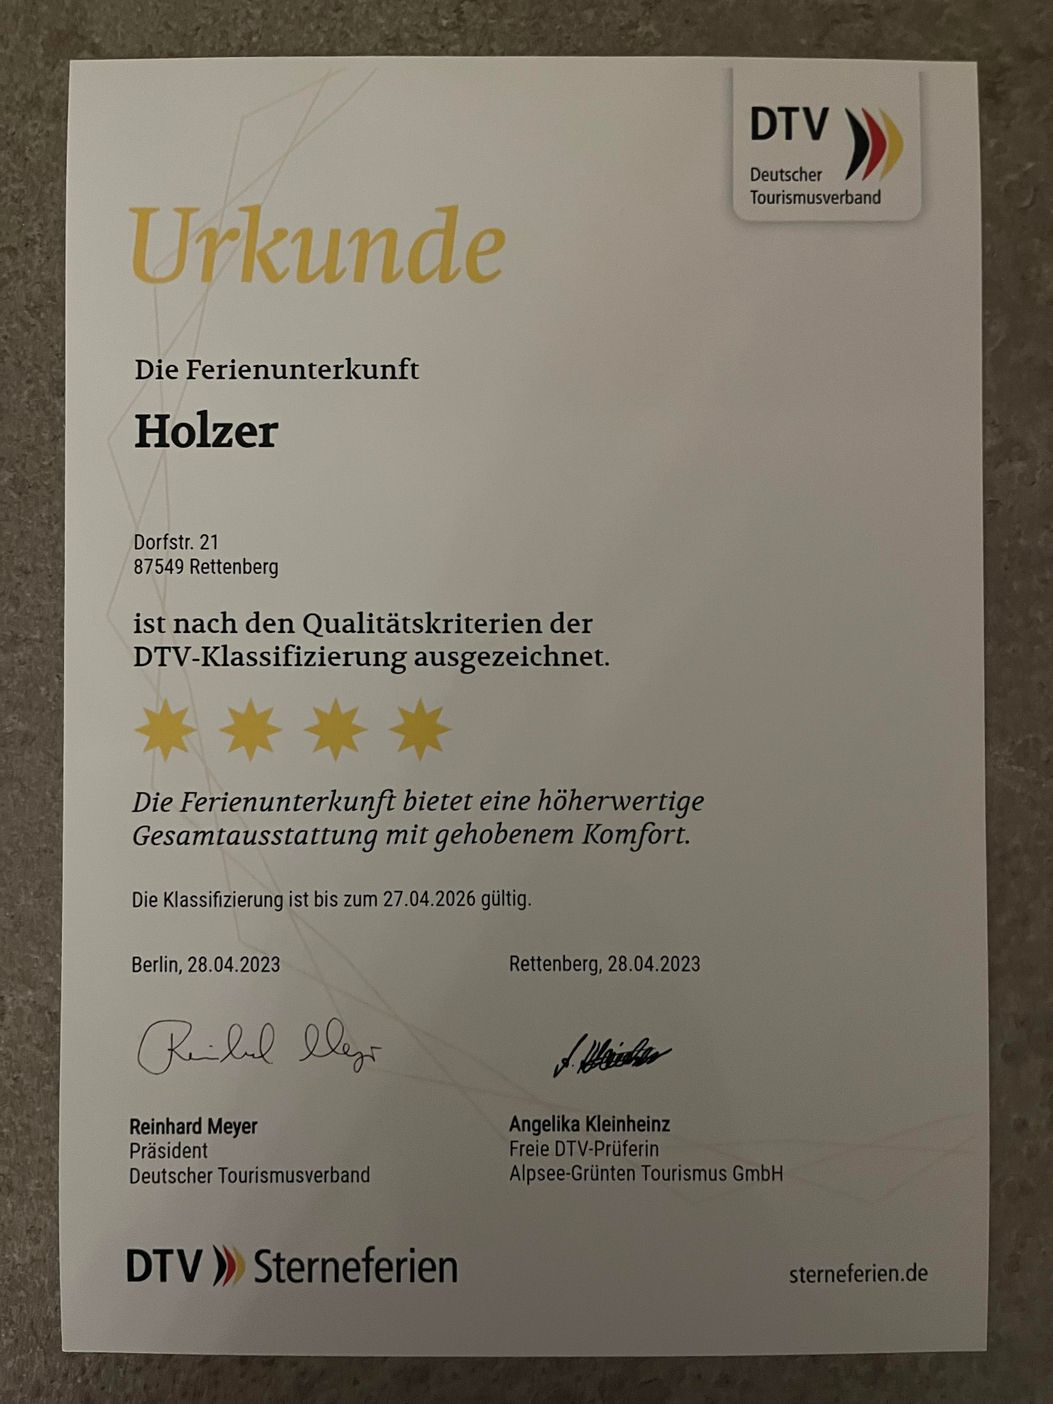 DTV
Deutscher
Tourismusverband
Urkunde
Die Ferienunterkunft
Holzer
Dorfstr. 21
87549 Rettenberg
ist nach den Qualitätskriterien der
DTV-Klassifizierung ausgezeichnet.
Die Ferienunterkunft bietet eine höherwertige
Gesamtausstattung mit gehobenem Komfort.
Die Klassifizierung ist bis zum 27.04.2026 gültig.
Berlin, 28.04.2023
Rettenberg, 28.04.2023
Reinhard Meyer
A. Kleinheinz
Reinhard Meyer
Präsident
Deutscher Tourismusverband
Angelika Kleinheinz
Freie DTV-Prüferin
Alpsee-Grünten Tourismus GmbH
DTV Sterneferien
sterneferien.de